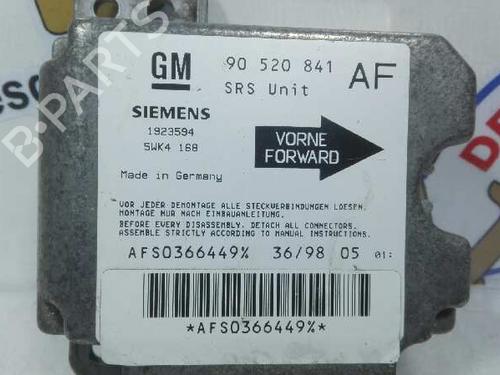 GM 90 520 841 AF
SRS Unit
SIEMENS
1923594
5WK4 168
VORNE
FORWARD
Made in Germany
VOR JEDER DEMONTAGE ALLE STECKVERBINDUNGEN LOESEN.
MONTAGE NUR NACH EINBAUANLEITUNG.
BEFORE EVERY DISASSEMBLY, DETACH ALL CONNECTORS.
ASSEMBLE STRICTLY ACCORDING TO MANUAL INSTRUCTIONS.
AFS0366449% 36/98 05 01:
*AFS0366449%*
B-PARTS